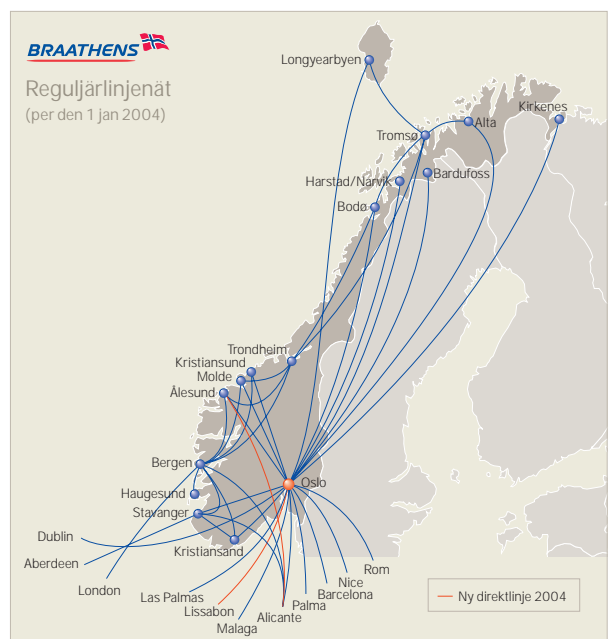 BRAATHENS
Reguljärlinjenät
(per den 1 jan 2004)
Longyearbyen
Kirkenes
Alta
Tromsø
Bardufoss
Harstad/Narvik
Bodø
Trondheim
Kristiansund
Molde
Ålesund
Bergen
Oslo
Haugesund
Stavanger
Dublin
Kristiansand
Aberdeen
Rom
Nice
London
Barcelona
Las Palmas
Palma
Ny direktlinje 2004
Lissabon
Alicante
Malaga